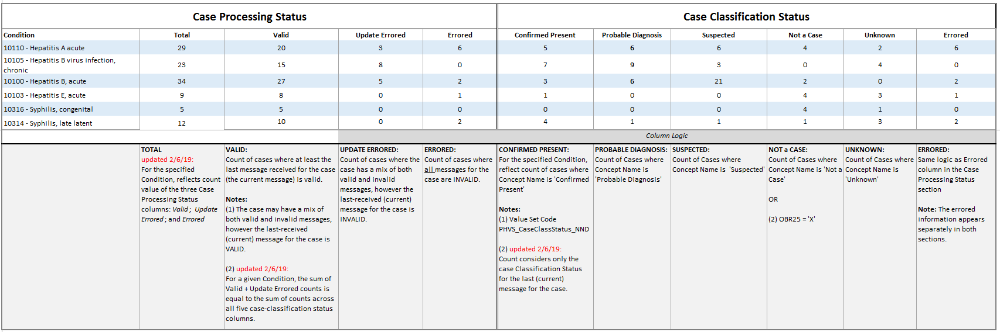 Case Processing Status Case Classification Status
Condition Total Valid Update Errored Errored Confirmed Present Probable Diagnosis Suspected Not a Case Unknown Errored
10110 - Hepatitis A acute 29 20 3 6 5 6 6 4 2 6
10105 - Hepatitis B virus infection,
chronic 23 15 8 0 7 9 3 0 4 0
10100 - Hepatitis B, acute 34 27 5 2 3 6 21 2 0 2
10103 - Hepatitis E, acute 9 8 0 1 1 0 0 4 3 1
10316 - Syphilis, congenital 5 5 0 0 0 0 0 4 1 0
10314 - Syphilis, late latent 12 10 0 2 4 1 1 1 3 2
Column Logic
TOTAL
updated 2/6/19:
For the specified
Condition, reflects count
value of the three Case
Processing Status
columns: Valid ; Update
Errored ; and Errored
VALID:
Count of cases where at least the
last message received for the case
(the current message) is valid.
Notes:
(1) The case may have a mix of
both valid and invalid messages,
however the last-received
(current) message for the case is
VALID.
(2) updated 2/6/19:
For a given Condition, the sum of
Valid + Update Errored counts is
equal to the sum of counts across
all five case-classification status
columns.
UPDATE ERRORED:
Count of cases where the
case has a mix of both
valid and invalid
messages, however the
last-received (current)
message for the case is
INVALID.
ERRORED:
Count of cases where
all messages for the
case are INVALID.
CONFIRMED PRESENT:
For the specified Condition,
reflect count of cases where
Concept Name is 'Confirmed
Present'
Notes:
(1) Value Set Code
PHVS_CaseClassStatus_NND
(2) updated 2/6/19:
Count considers only the
case Classification Status
for the last (current)
message for the case.
PROBABLE DIAGNOSIS:
Count of Cases where
Concept Name is
'Probable Diagnosis'
SUSPECTED:
Count of Cases where
Concept Name is 'Suspected'
NOT a CASE:
Count of Cases where
Concept Name is 'Not a
Case'
OR
(2) OBR25 = 'X'
UNKNOWN:
Count of Cases where
Concept Name is
'Unknown'
ERRORED:
Same logic as Errored
column in the Case
Processing Status
section
Note: The errored
information appears
separately in both
sections.